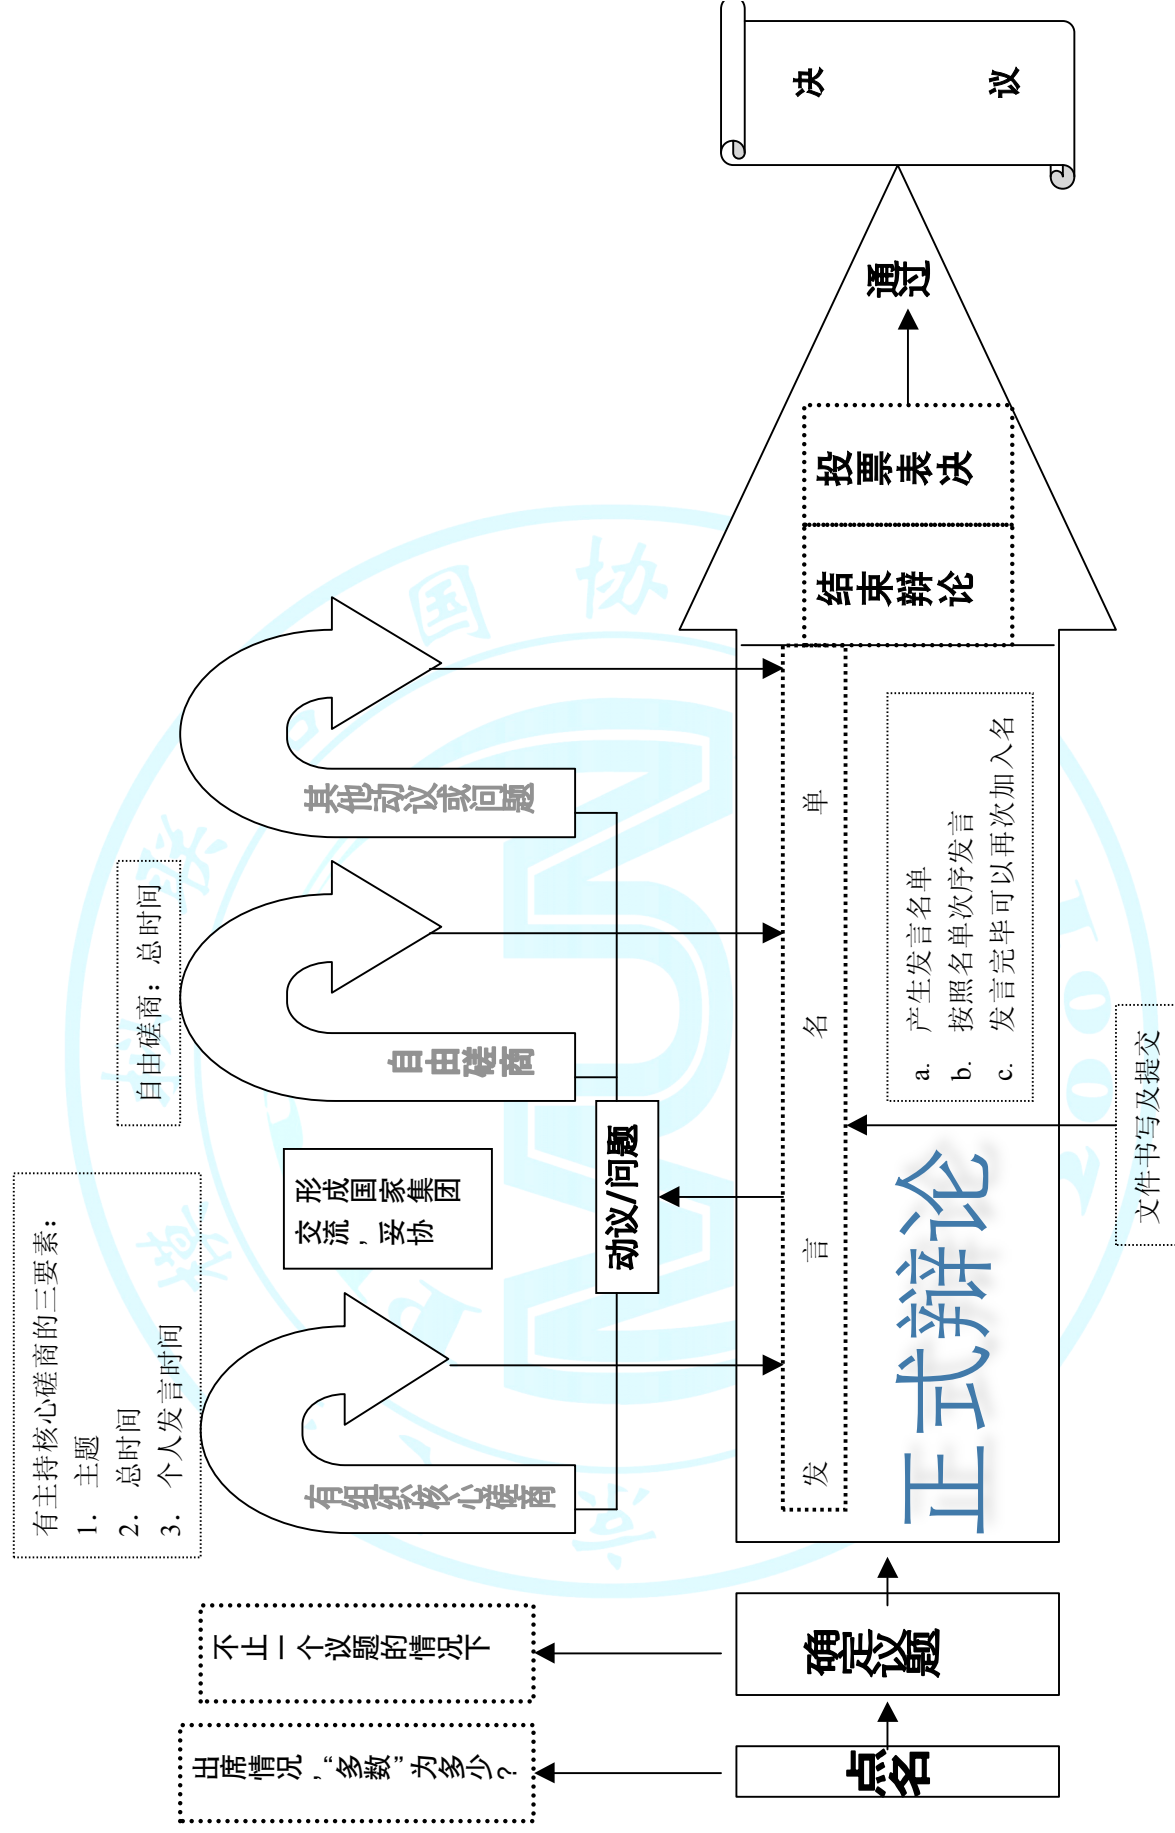 有主持核心磋商的三要素：
1. 主题
2. 总时间
3. 个人发言时间
自由磋商：总时间
出席情况，“多数”为多少？
不止一个议题的情况下
有组织核心磋商
形成国家集团
交流，妥协
自由磋商
其他动议或问题
动议/问题
点名
确定议题
发言名单
正式辩论
a. 产生发言名单
b. 按照名单次序发言
c. 发言完毕可以再次加入名
文件书写及提交
结束辩论
投票表决
通过
决议
模拟联合国协
2001